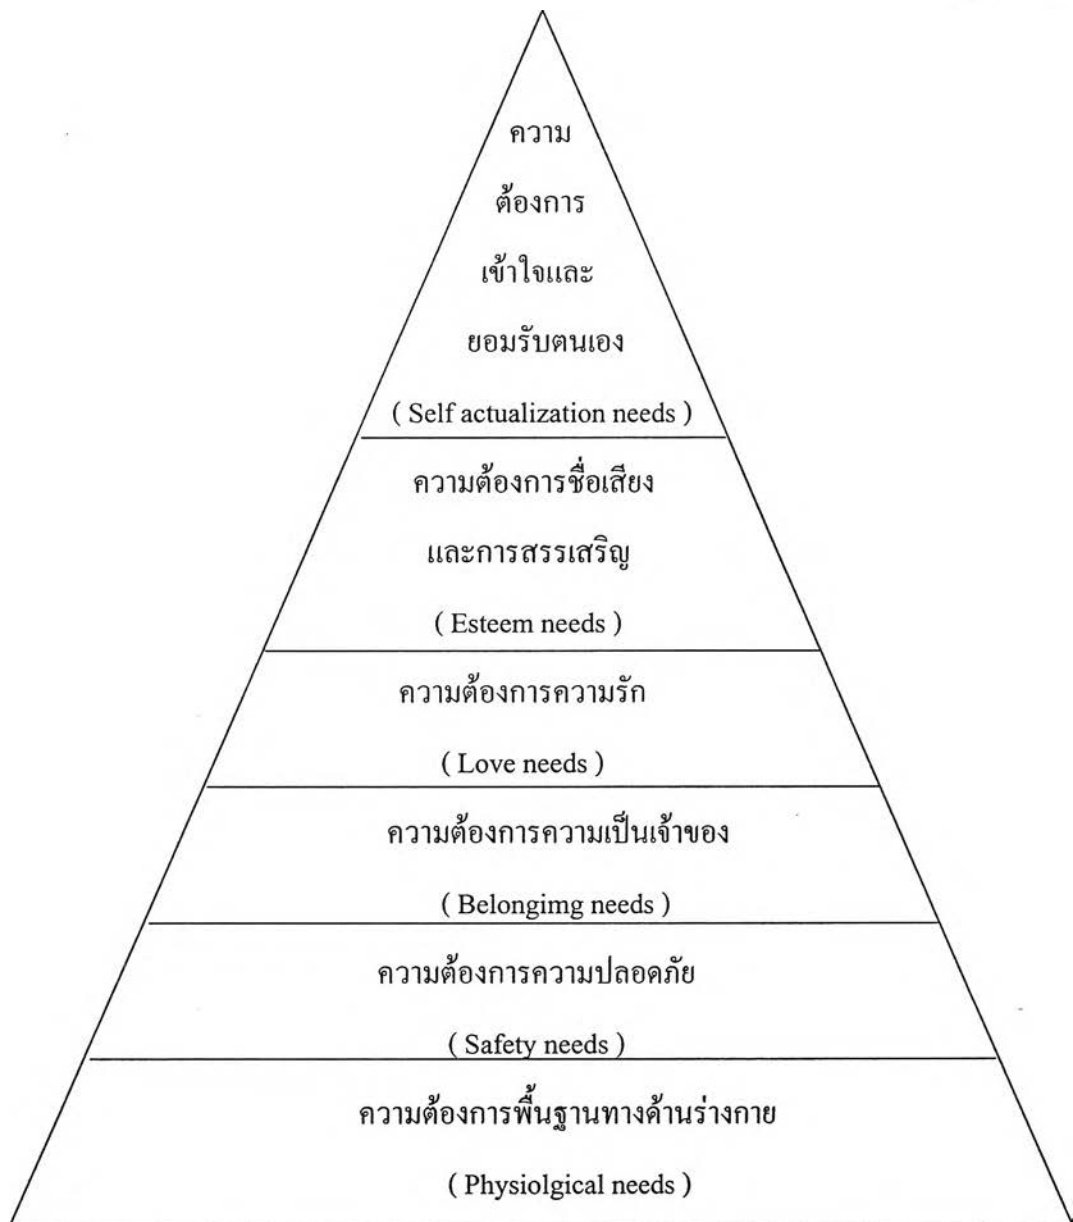 ความ
ต้องการ
เข้าใจและ
ยอมรับตนเอง
( Self actualization needs )
ความต้องการชื่อเสียง
และการสรรเสริญ
( Esteem needs )
ความต้องการความรัก
( Love needs )
ความต้องการความเป็นเจ้าของ
( Belongimg needs )
ความต้องการความปลอดภัย
( Safety needs )
ความต้องการพื้นฐานทางด้านร่างกาย
( Physiolgical needs )